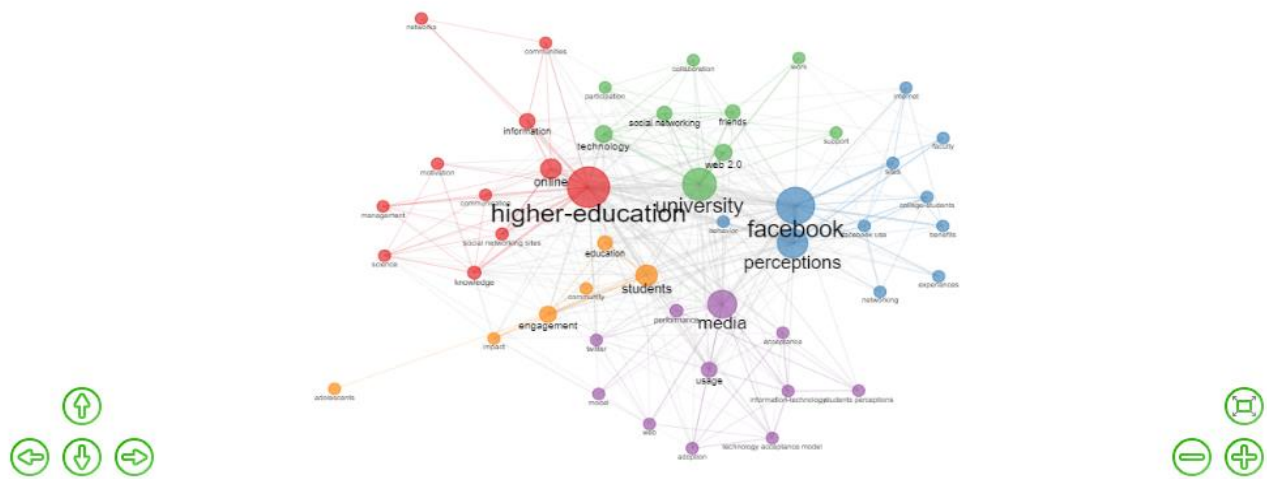 networks
communities
collaboration
work
participation
internet
social networking
friends
information
faculty
support
technology
web 2.0
motivation
online
sites
college-students
communication
management
higher-education
university
facebook
behavior
facebook use
benefits
social networking sites
education
perceptions
science
knowledge
students
experiences
community
networking
engagement
performance
media
acceptance
impact
twitter
usage
adolescents
model
information-technology
students perceptions
web
technology acceptance model
adoption